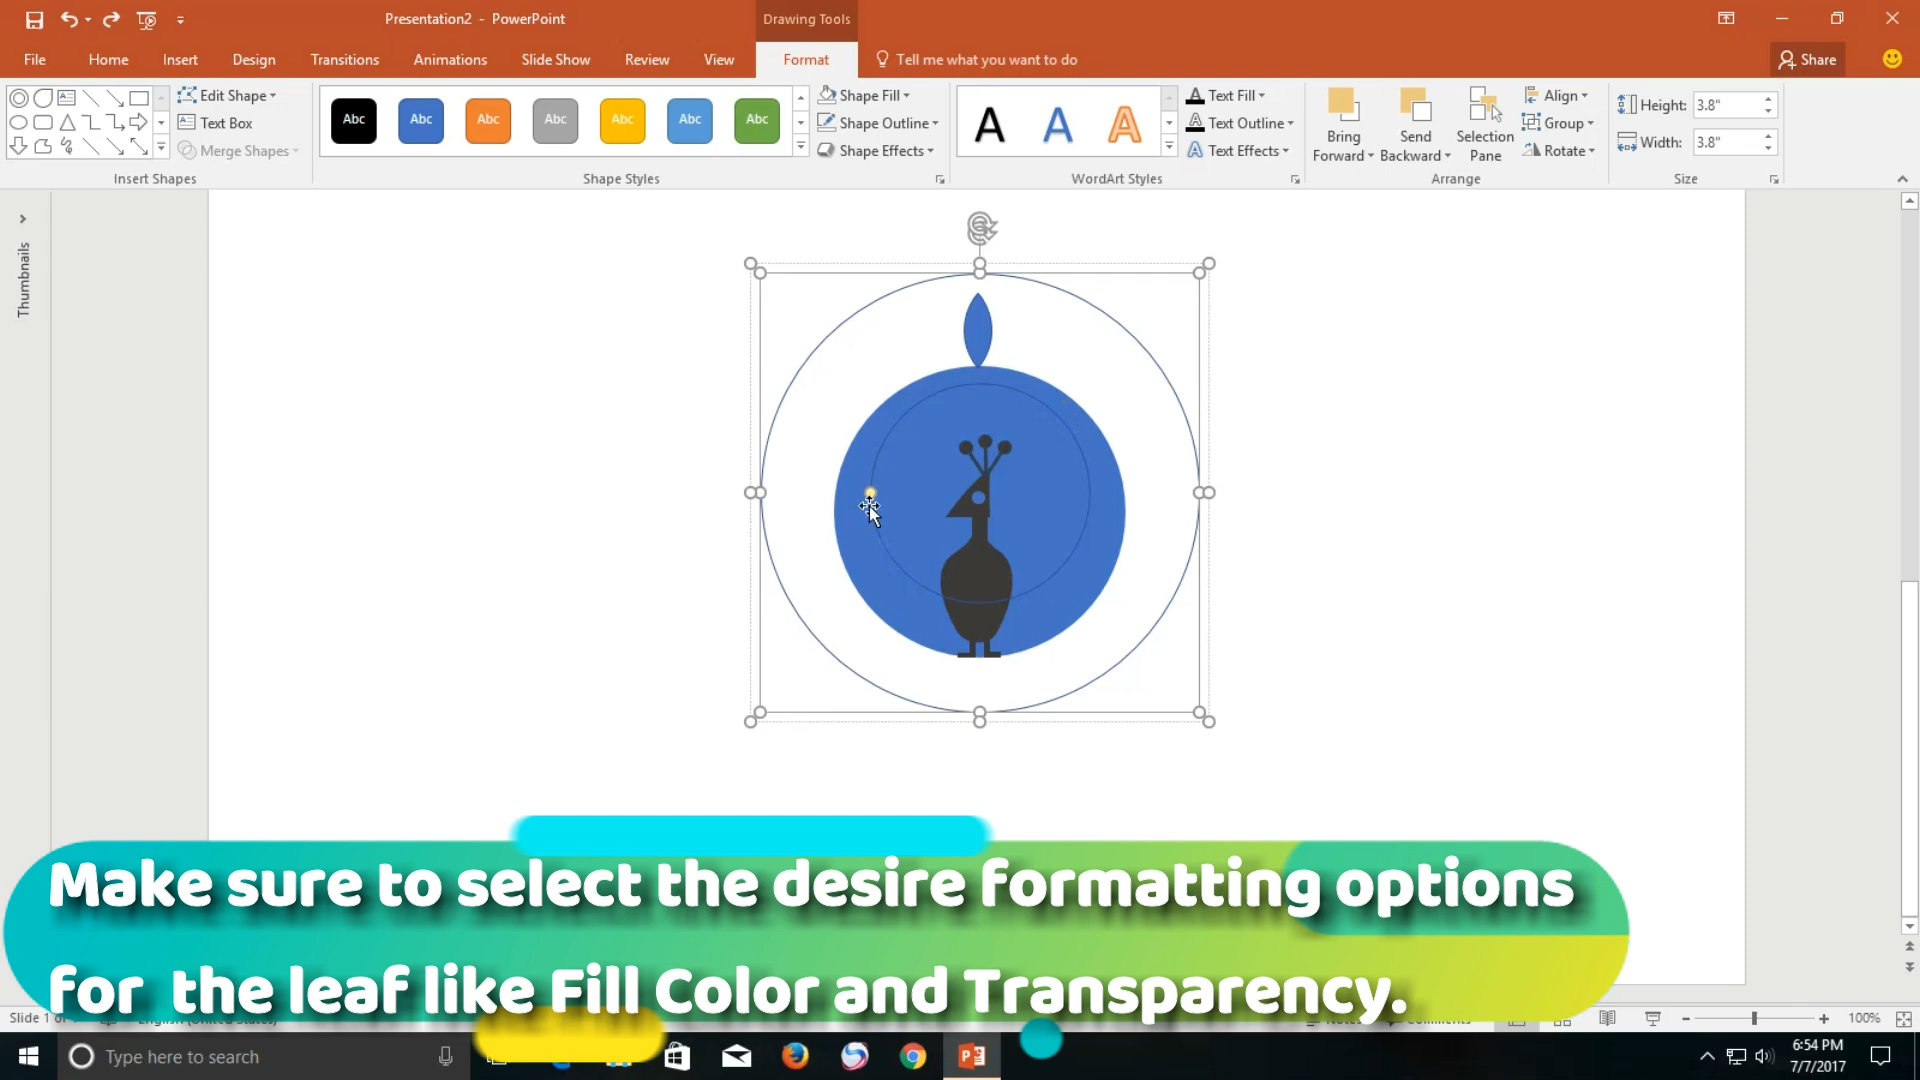 Presentation2 - PowerPoint
Drawing Tools
File Home Insert Design Transitions Animations Slide Show Review View Format Tell me what you want to do Share
Edit Shape
Text Box
Merge Shapes
Insert Shapes
Abc Abc Abc Abc Abc Abc Abc
Shape Fill
Shape Outline
Shape Effects
Shape Styles
A A A
Text Fill
Text Outline
Text Effects
WordArt Styles
Bring Forward
Send Backward
Selection Pane
Align
Group
Rotate
Arrange
Height: 3.8"
Width: 3.8"
Size
Thumbnails
Make sure to select the desire formatting options
for the leaf like Fill Color and Transparency.
Slide 1 of
100%
Type here to search
6:54 PM
7/7/2017